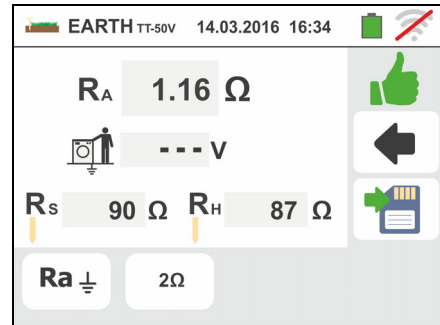 EARTH TT-50V 14.03.2016 16:34
RA 1.16 Ω
- - - V
RS 90 Ω RH 87 Ω
Ra 2Ω